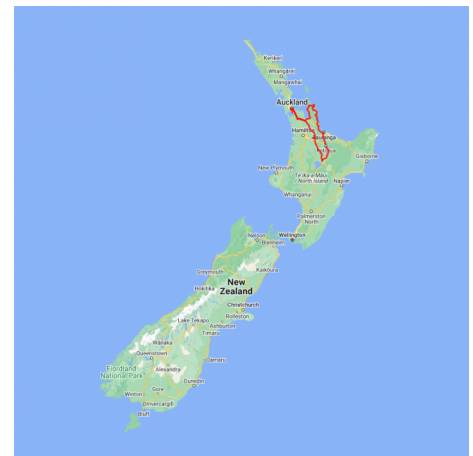 Kerikeri
Whangārei
Mangawhai
Auckland
Hamilton
Tauranga
Gisborne
New Plymouth
Te Ika-a-Māui
North Island
Napier
Whanganui
Palmerston
North
Wellington
Nelson
Blenheim
Greymouth
Kaikōura
New
Zealand
Hokitika
Christchurch
Rolleston
Lake Tekapo
Ashburton
Timaru
Wānaka
Queenstown
Oamaru
Fiordland
National Park
Alexandra
Dunedin
Gore
Winton
Invercargill
Bluff